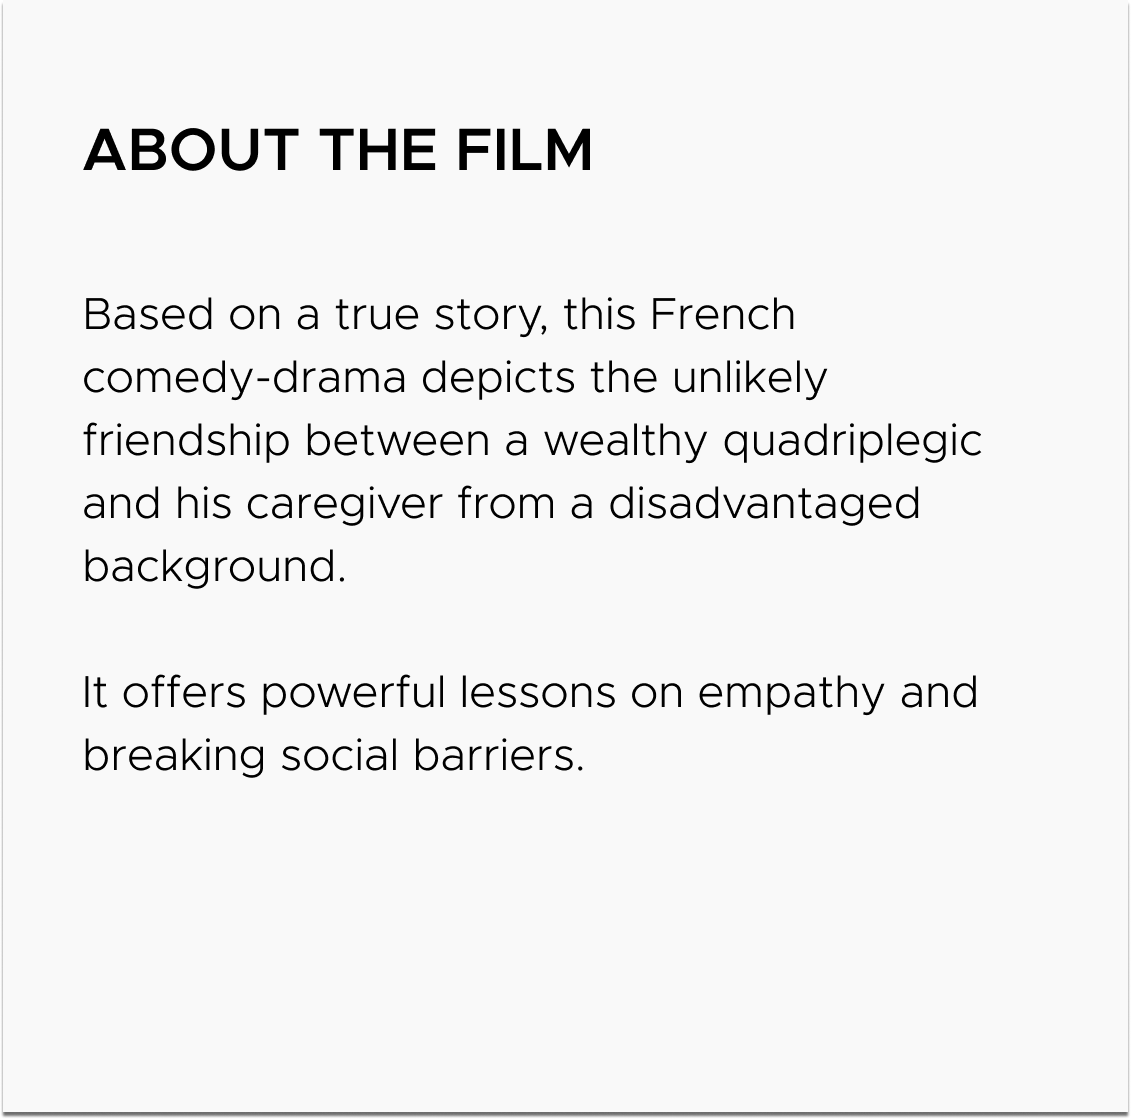 ABOUT THE FILM
Based on a true story, this French
comedy-drama depicts the unlikely
friendship between a wealthy quadriplegic
and his caregiver from a disadvantaged
background.
It offers powerful lessons on empathy and
breaking social barriers.